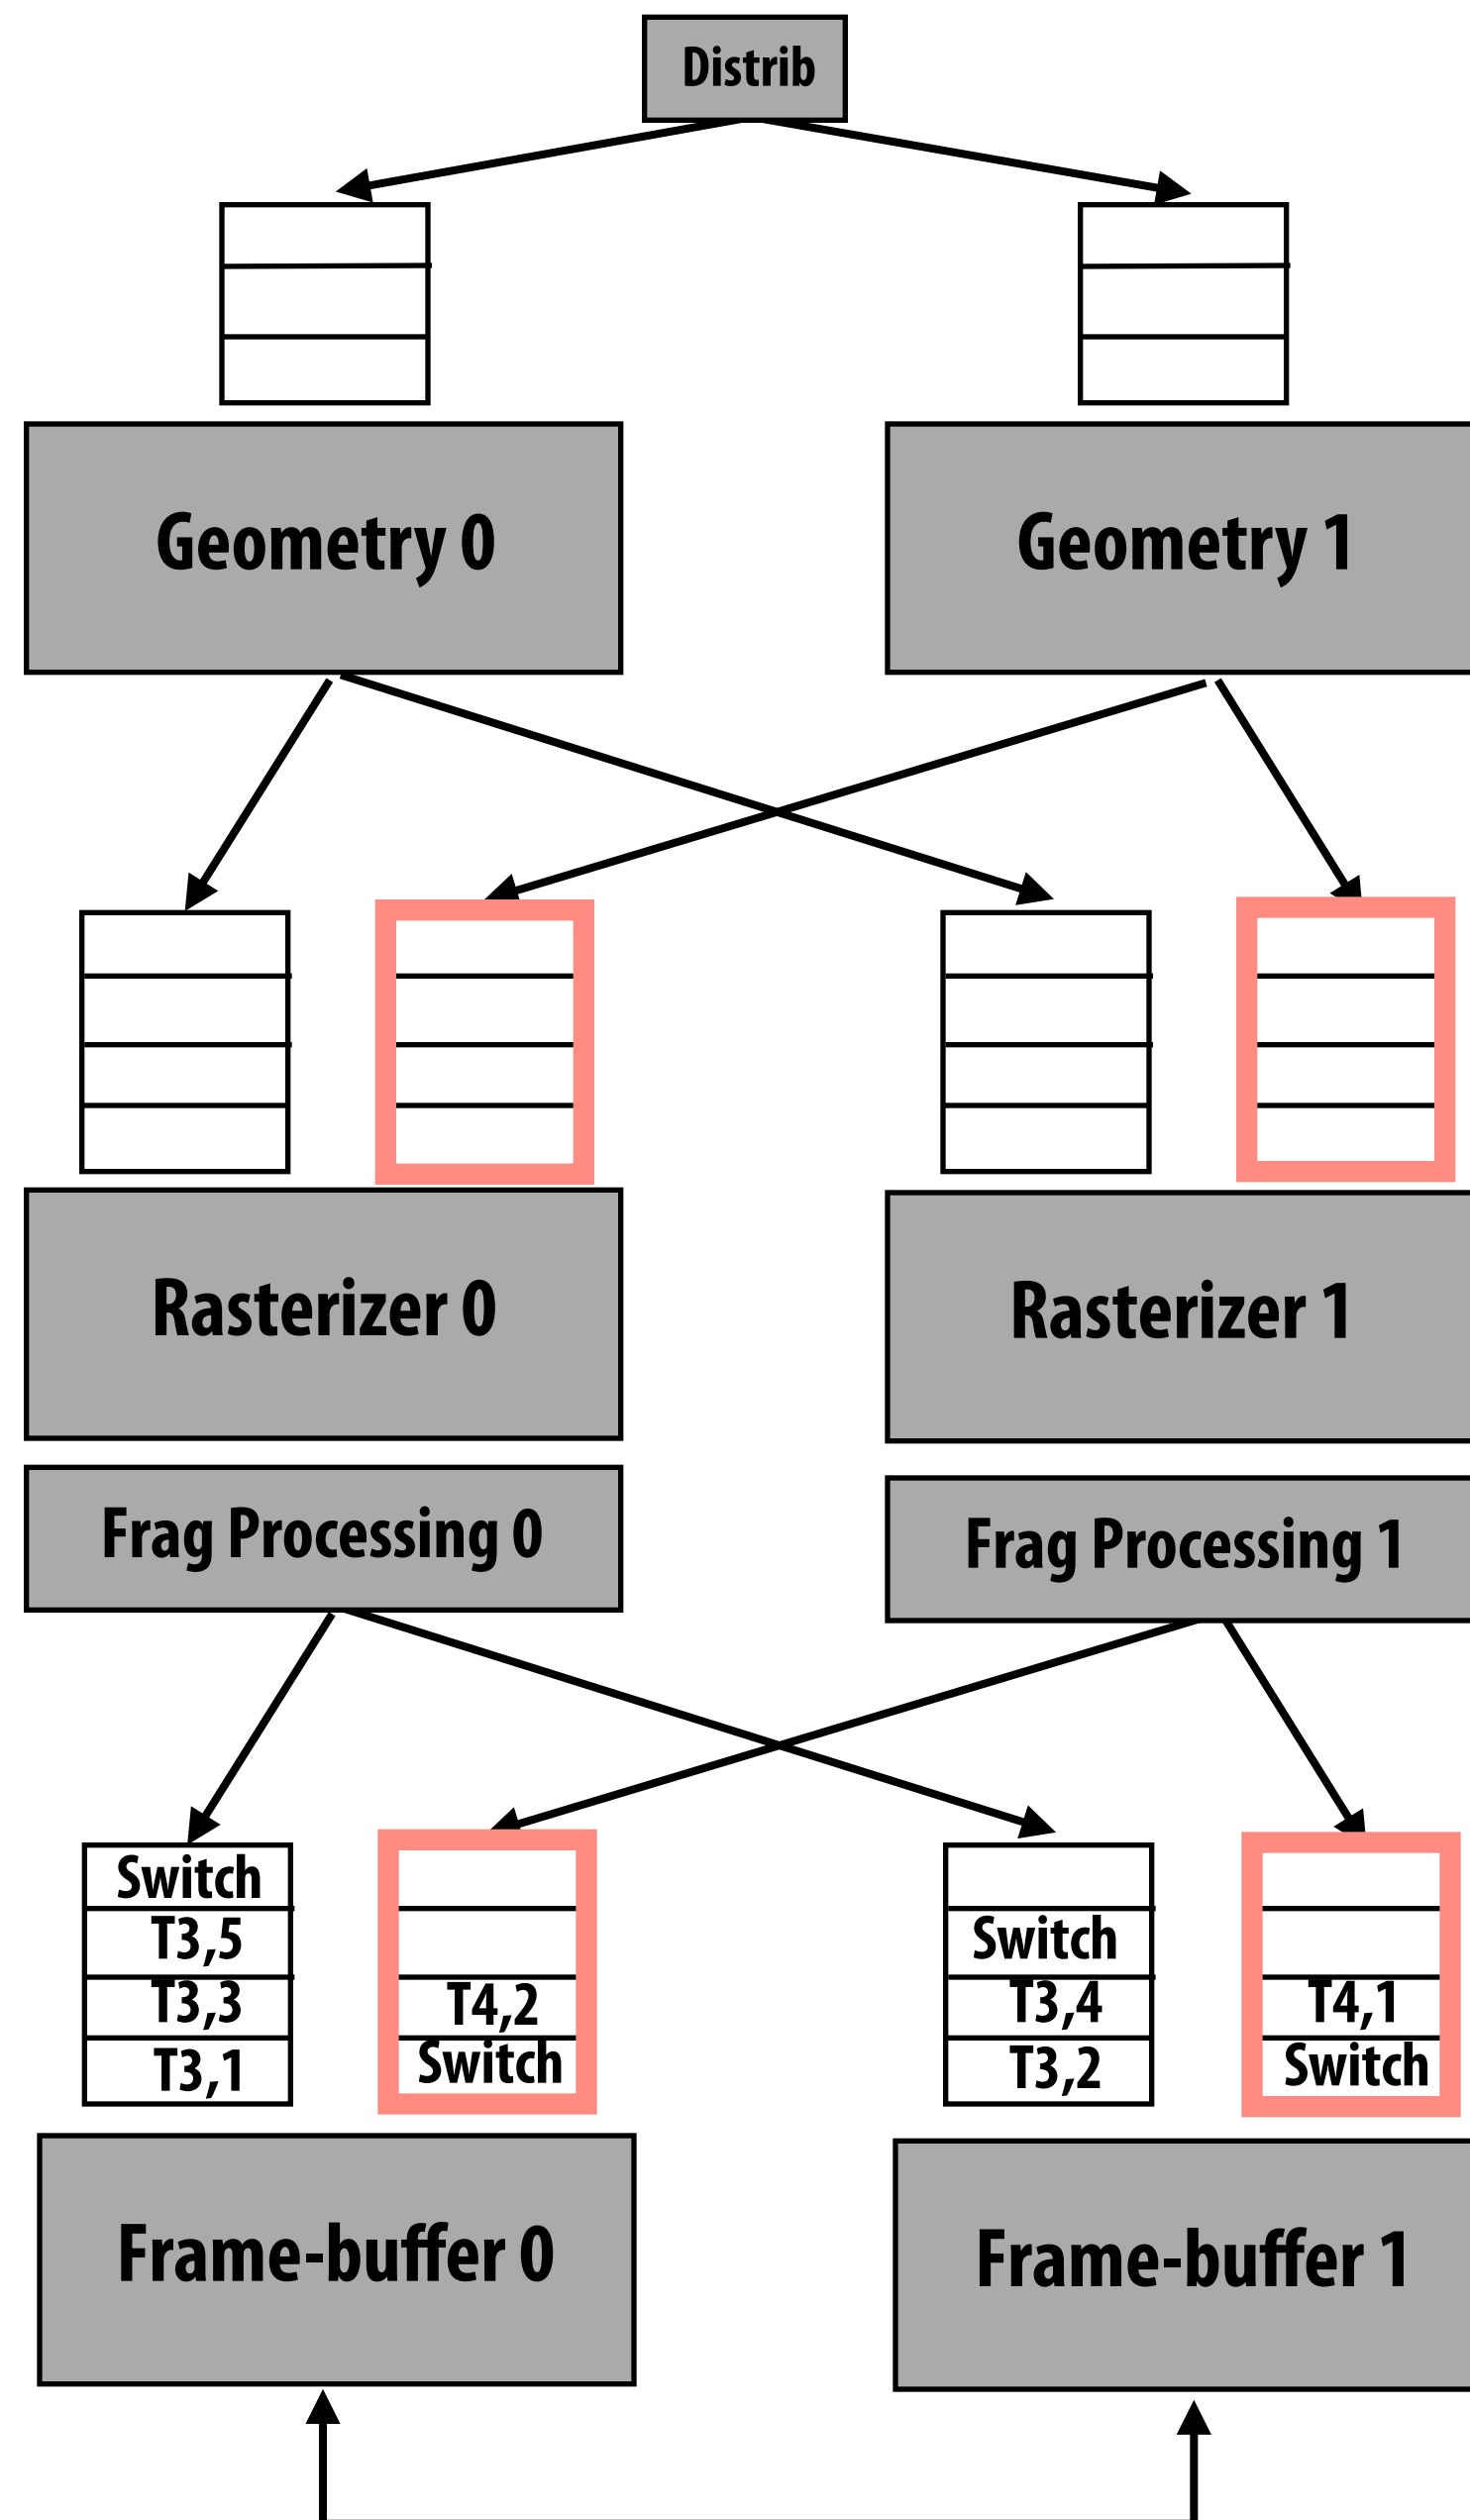 Distrib
Geometry 0
Geometry 1
Rasterizer 0
Rasterizer 1
Frag Processing 0
Frag Processing 1
Switch
T3,5
T3,3
T3,1
T4,2
Switch
Switch
T3,4
T3,2
T4,1
Switch
Frame-buffer 0
Frame-buffer 1